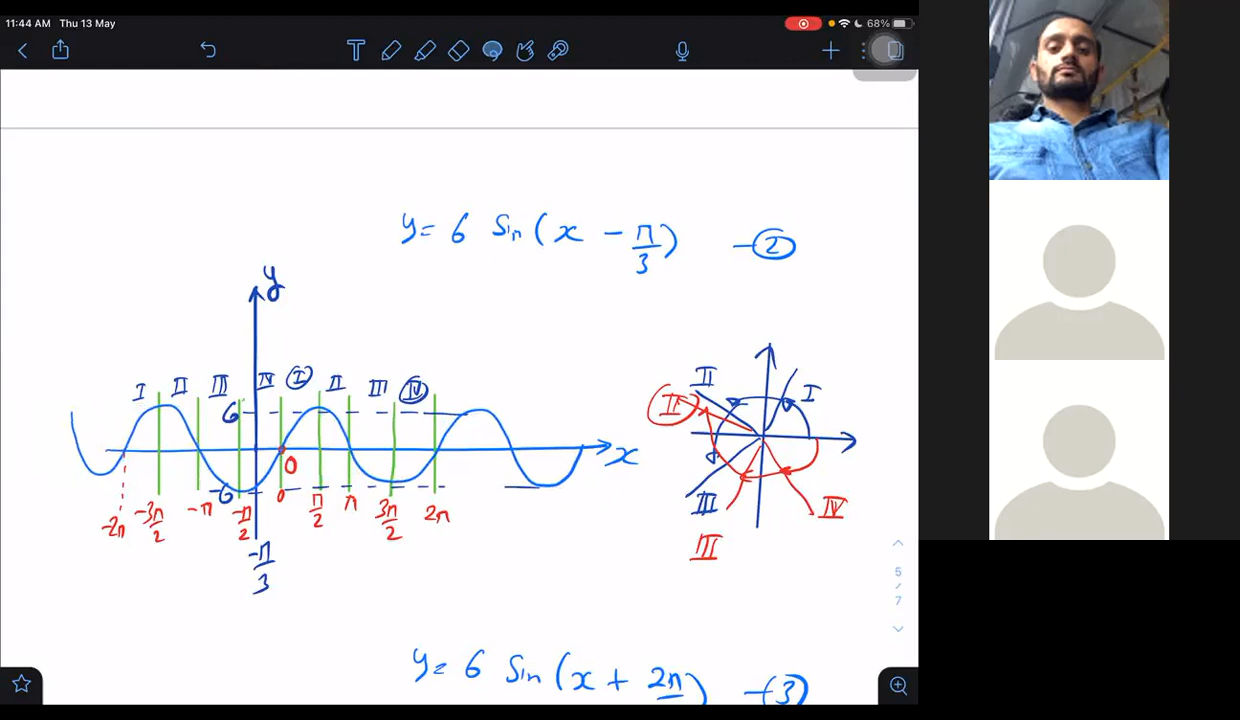 11:44 AM Thu 13 May 68%
T
y = 6 Sin(x - π/3) -②
y
I II III IV Ⓘ II III Ⓘⓥ
6
x
0
-6
-2π -3π/2 -π -π/2 0 π/2 π 3π/2 2π
-π/3
II I
II
III IV
III
5
/
7
y = 6 Sin(x + 2π) -③